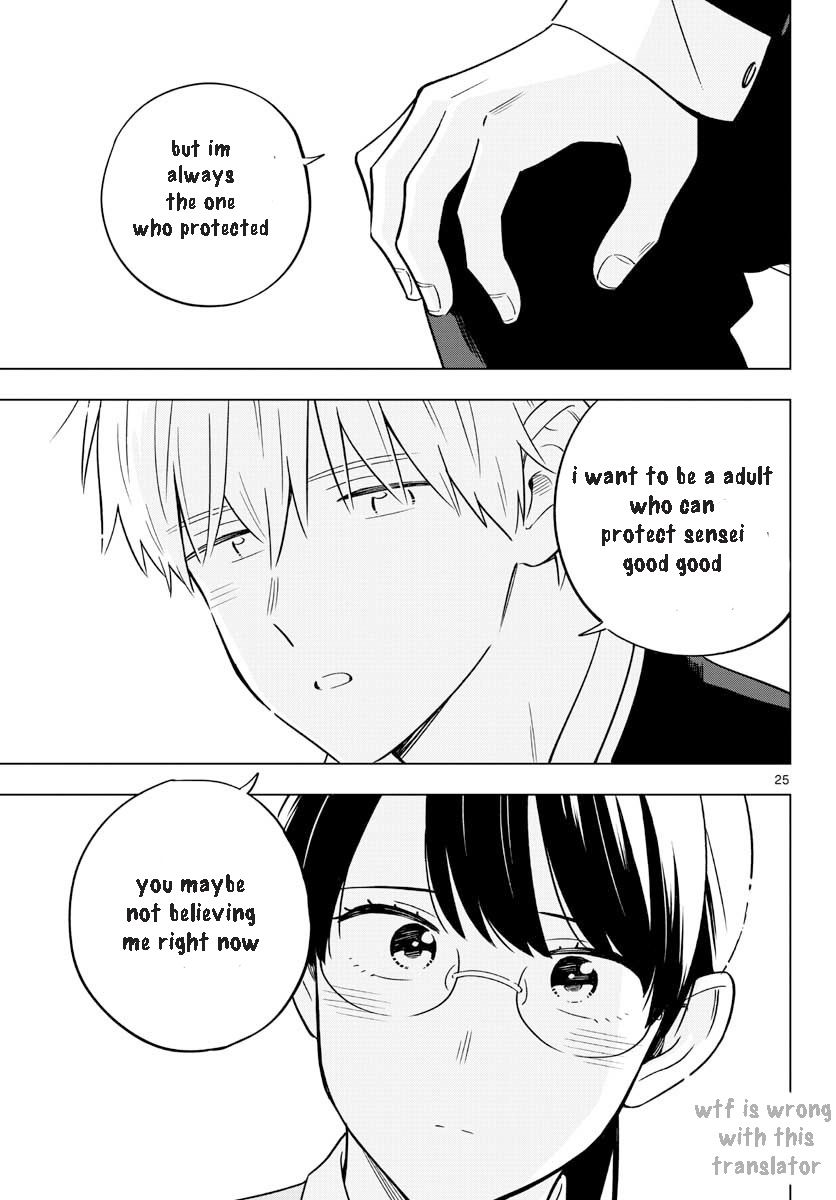 but im
always
the one
who protected
i want to be a adult
who can
protect sensei
good good
25
you maybe
not believing
me right now
wtf is wrong
with this
translator